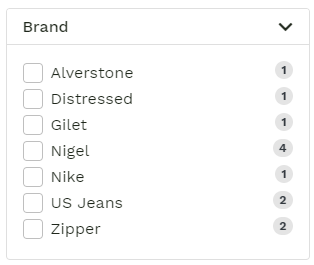 Brand
Alverstone 1
Distressed 1
Gilet 1
Nigel 4
Nike 1
US Jeans 2
Zipper 2